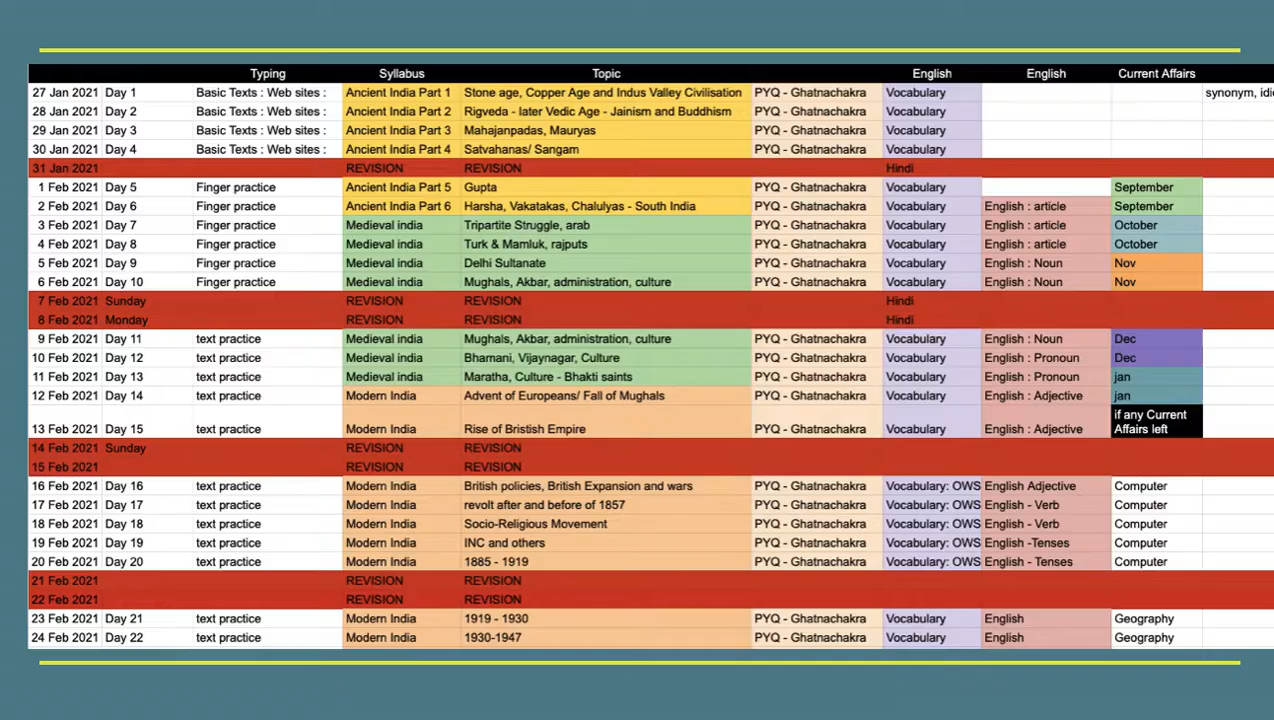 Typing Syllabus Topic English English Current Affairs
27 Jan 2021 Day 1 Basic Texts : Web sites : Ancient India Part 1 Stone age, Copper Age and Indus Valley Civilisation PYQ - Ghatnachakra Vocabulary synonym, idi
28 Jan 2021 Day 2 Basic Texts : Web sites : Ancient India Part 2 Rigveda - later Vedic Age - Jainism and Buddhism PYQ - Ghatnachakra Vocabulary
29 Jan 2021 Day 3 Basic Texts : Web sites : Ancient India Part 3 Mahajanpadas, Mauryas PYQ - Ghatnachakra Vocabulary
30 Jan 2021 Day 4 Basic Texts : Web sites : Ancient India Part 4 Satvahanas/ Sangam PYQ - Ghatnachakra Vocabulary
31 Jan 2021 REVISION REVISION Hindi
1 Feb 2021 Day 5 Finger practice Ancient India Part 5 Gupta PYQ - Ghatnachakra Vocabulary September
2 Feb 2021 Day 6 Finger practice Ancient India Part 6 Harsha, Vakatakas, Chalulyas - South India PYQ - Ghatnachakra Vocabulary English : article September
3 Feb 2021 Day 7 Finger practice Medieval india Tripartite Struggle, arab PYQ - Ghatnachakra Vocabulary English : article October
4 Feb 2021 Day 8 Finger practice Medieval india Turk & Mamluk, rajputs PYQ - Ghatnachakra Vocabulary English : article October
5 Feb 2021 Day 9 Finger practice Medieval india Delhi Sultanate PYQ - Ghatnachakra Vocabulary English : Noun Nov
6 Feb 2021 Day 10 Finger practice Medieval india Mughals, Akbar, administration, culture PYQ - Ghatnachakra Vocabulary English : Noun Nov
7 Feb 2021 Sunday REVISION REVISION Hindi
8 Feb 2021 Monday REVISION REVISION Hindi
9 Feb 2021 Day 11 text practice Medieval india Mughals, Akbar, administration, culture PYQ - Ghatnachakra Vocabulary English : Noun Dec
10 Feb 2021 Day 12 text practice Medieval india Bhamani, Vijaynagar, Culture PYQ - Ghatnachakra Vocabulary English : Pronoun Dec
11 Feb 2021 Day 13 text practice Medieval india Maratha, Culture - Bhakti saints PYQ - Ghatnachakra Vocabulary English : Pronoun jan
12 Feb 2021 Day 14 text practice Modern India Advent of Europeans/ Fall of Mughals PYQ - Ghatnachakra Vocabulary English : Adjective jan
if any Current
13 Feb 2021 Day 15 text practice Modern India Rise of Bristish Empire PYQ - Ghatnachakra Vocabulary English : Adjective Affairs left
14 Feb 2021 Sunday REVISION REVISION
15 Feb 2021 REVISION REVISION
16 Feb 2021 Day 16 text practice Modern India British policies, British Expansion and wars PYQ - Ghatnachakra Vocabulary: OWS English Adjective Computer
17 Feb 2021 Day 17 text practice Modern India revolt after and before of 1857 PYQ - Ghatnachakra Vocabulary: OWS English - Verb Computer
18 Feb 2021 Day 18 text practice Modern India Socio-Religious Movement PYQ - Ghatnachakra Vocabulary: OWS English - Verb Computer
19 Feb 2021 Day 19 text practice Modern India INC and others PYQ - Ghatnachakra Vocabulary: OWS English -Tenses Computer
20 Feb 2021 Day 20 text practice Modern India 1885 - 1919 PYQ - Ghatnachakra Vocabulary: OWS English - Tenses Computer
21 Feb 2021 REVISION REVISION
22 Feb 2021 REVISION REVISION
23 Feb 2021 Day 21 text practice Modern India 1919 - 1930 PYQ - Ghatnachakra Vocabulary English Geography
24 Feb 2021 Day 22 text practice Modern India 1930-1947 PYQ - Ghatnachakra Vocabulary English Geography